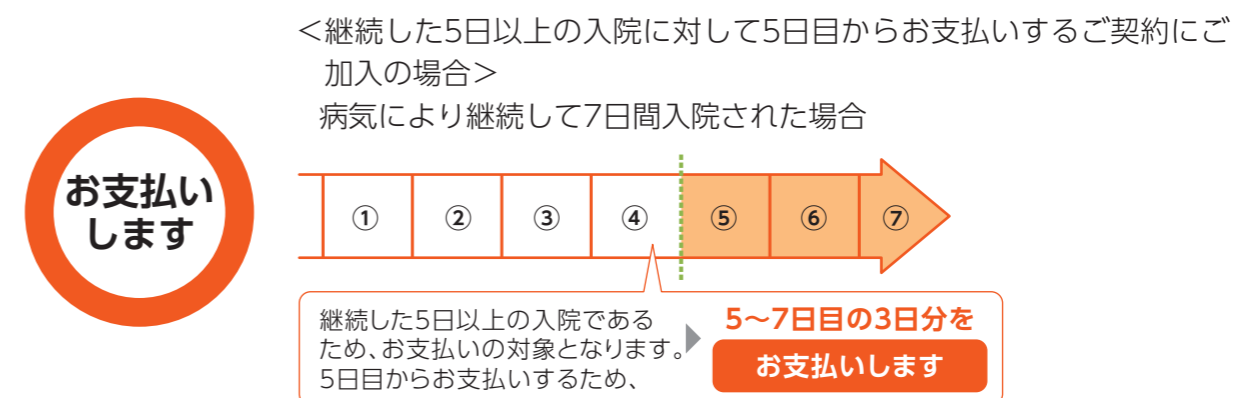 <継続した5日以上の入院に対して5日目からお支払いするご契約にご
加入の場合>
病気により継続して7日間入院された場合
お支払い
します
① ② ③ ④ ⑤ ⑥ ⑦
継続した5日以上の入院である
ため、お支払いの対象となります。
5日目からお支払いするため、
5~7日目の3日分を
お支払いします